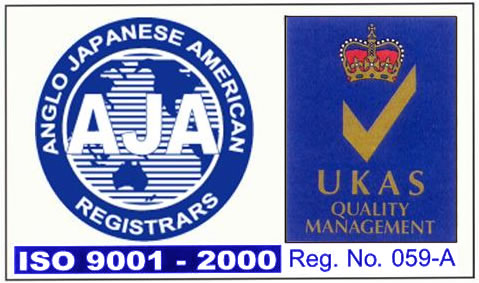 ANGLO JAPANESE AMERICAN
AJA
REGISTRARS
ISO 9001 - 2000
UKAS
QUALITY
MANAGEMENT
Reg. No. 059-A